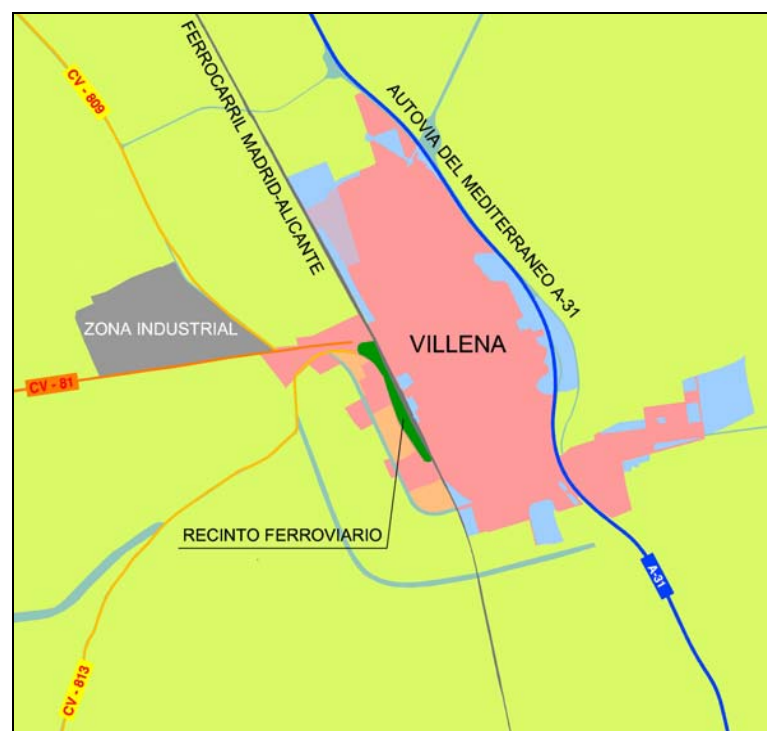 CV - 809
FERROCARRIL MADRID-ALICANTE
AUTOVIA DEL MEDITERRANEO A-31
ZONA INDUSTRIAL
VILLENA
CV - 81
RECINTO FERROVIARIO
A-31
CV - 813